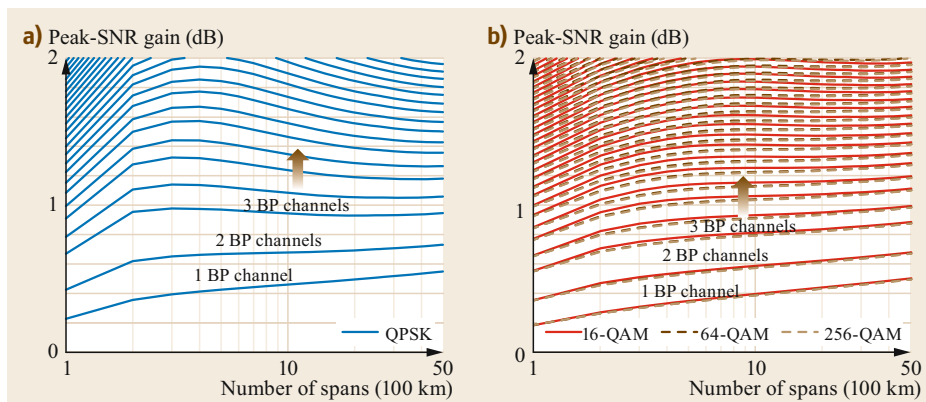 a) Peak-SNR gain (dB)
2
1
0
3 BP channels
2 BP channels
1 BP channel
QPSK
1
10
50
Number of spans (100 km)
b) Peak-SNR gain (dB)
2
1
0
3 BP channels
2 BP channels
1 BP channel
16-QAM
64-QAM
256-QAM
1
10
50
Number of spans (100 km)